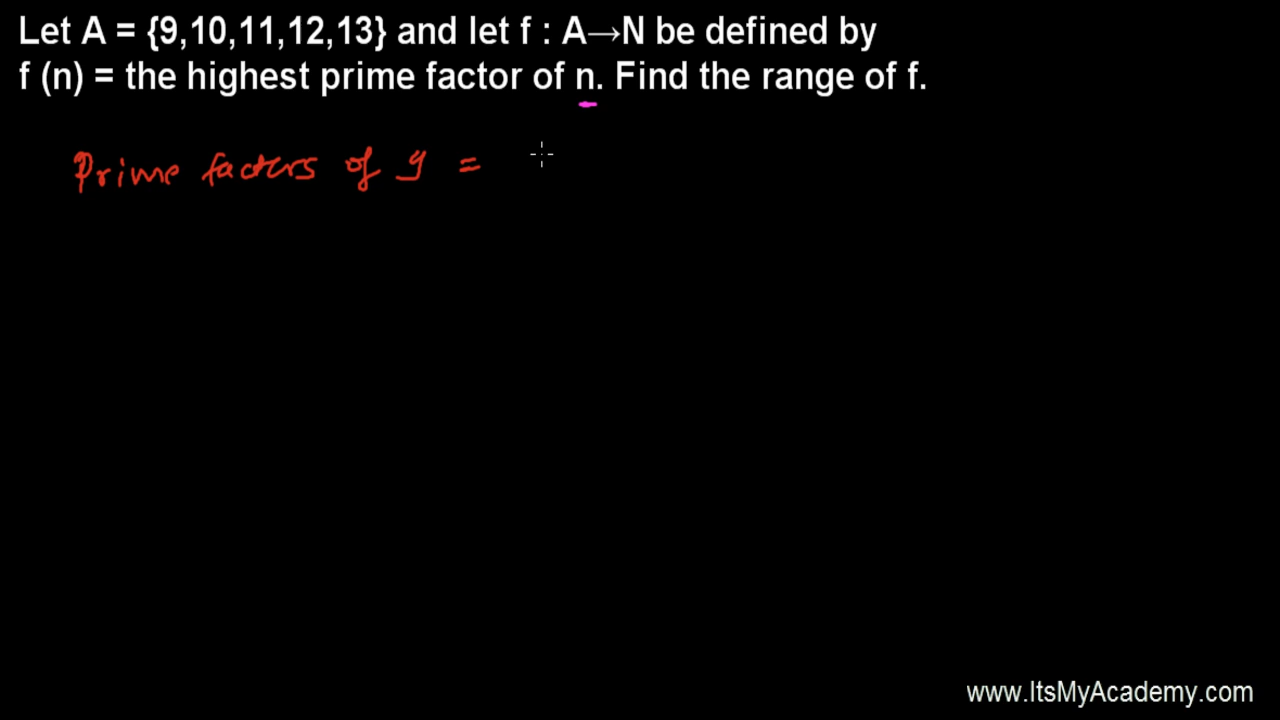 Let A = {9,10,11,12,13} and let f : A→N be defined by
f (n) = the highest prime factor of n. Find the range of f.
Prime factors of 9 =
www.ItsMyAcademy.com